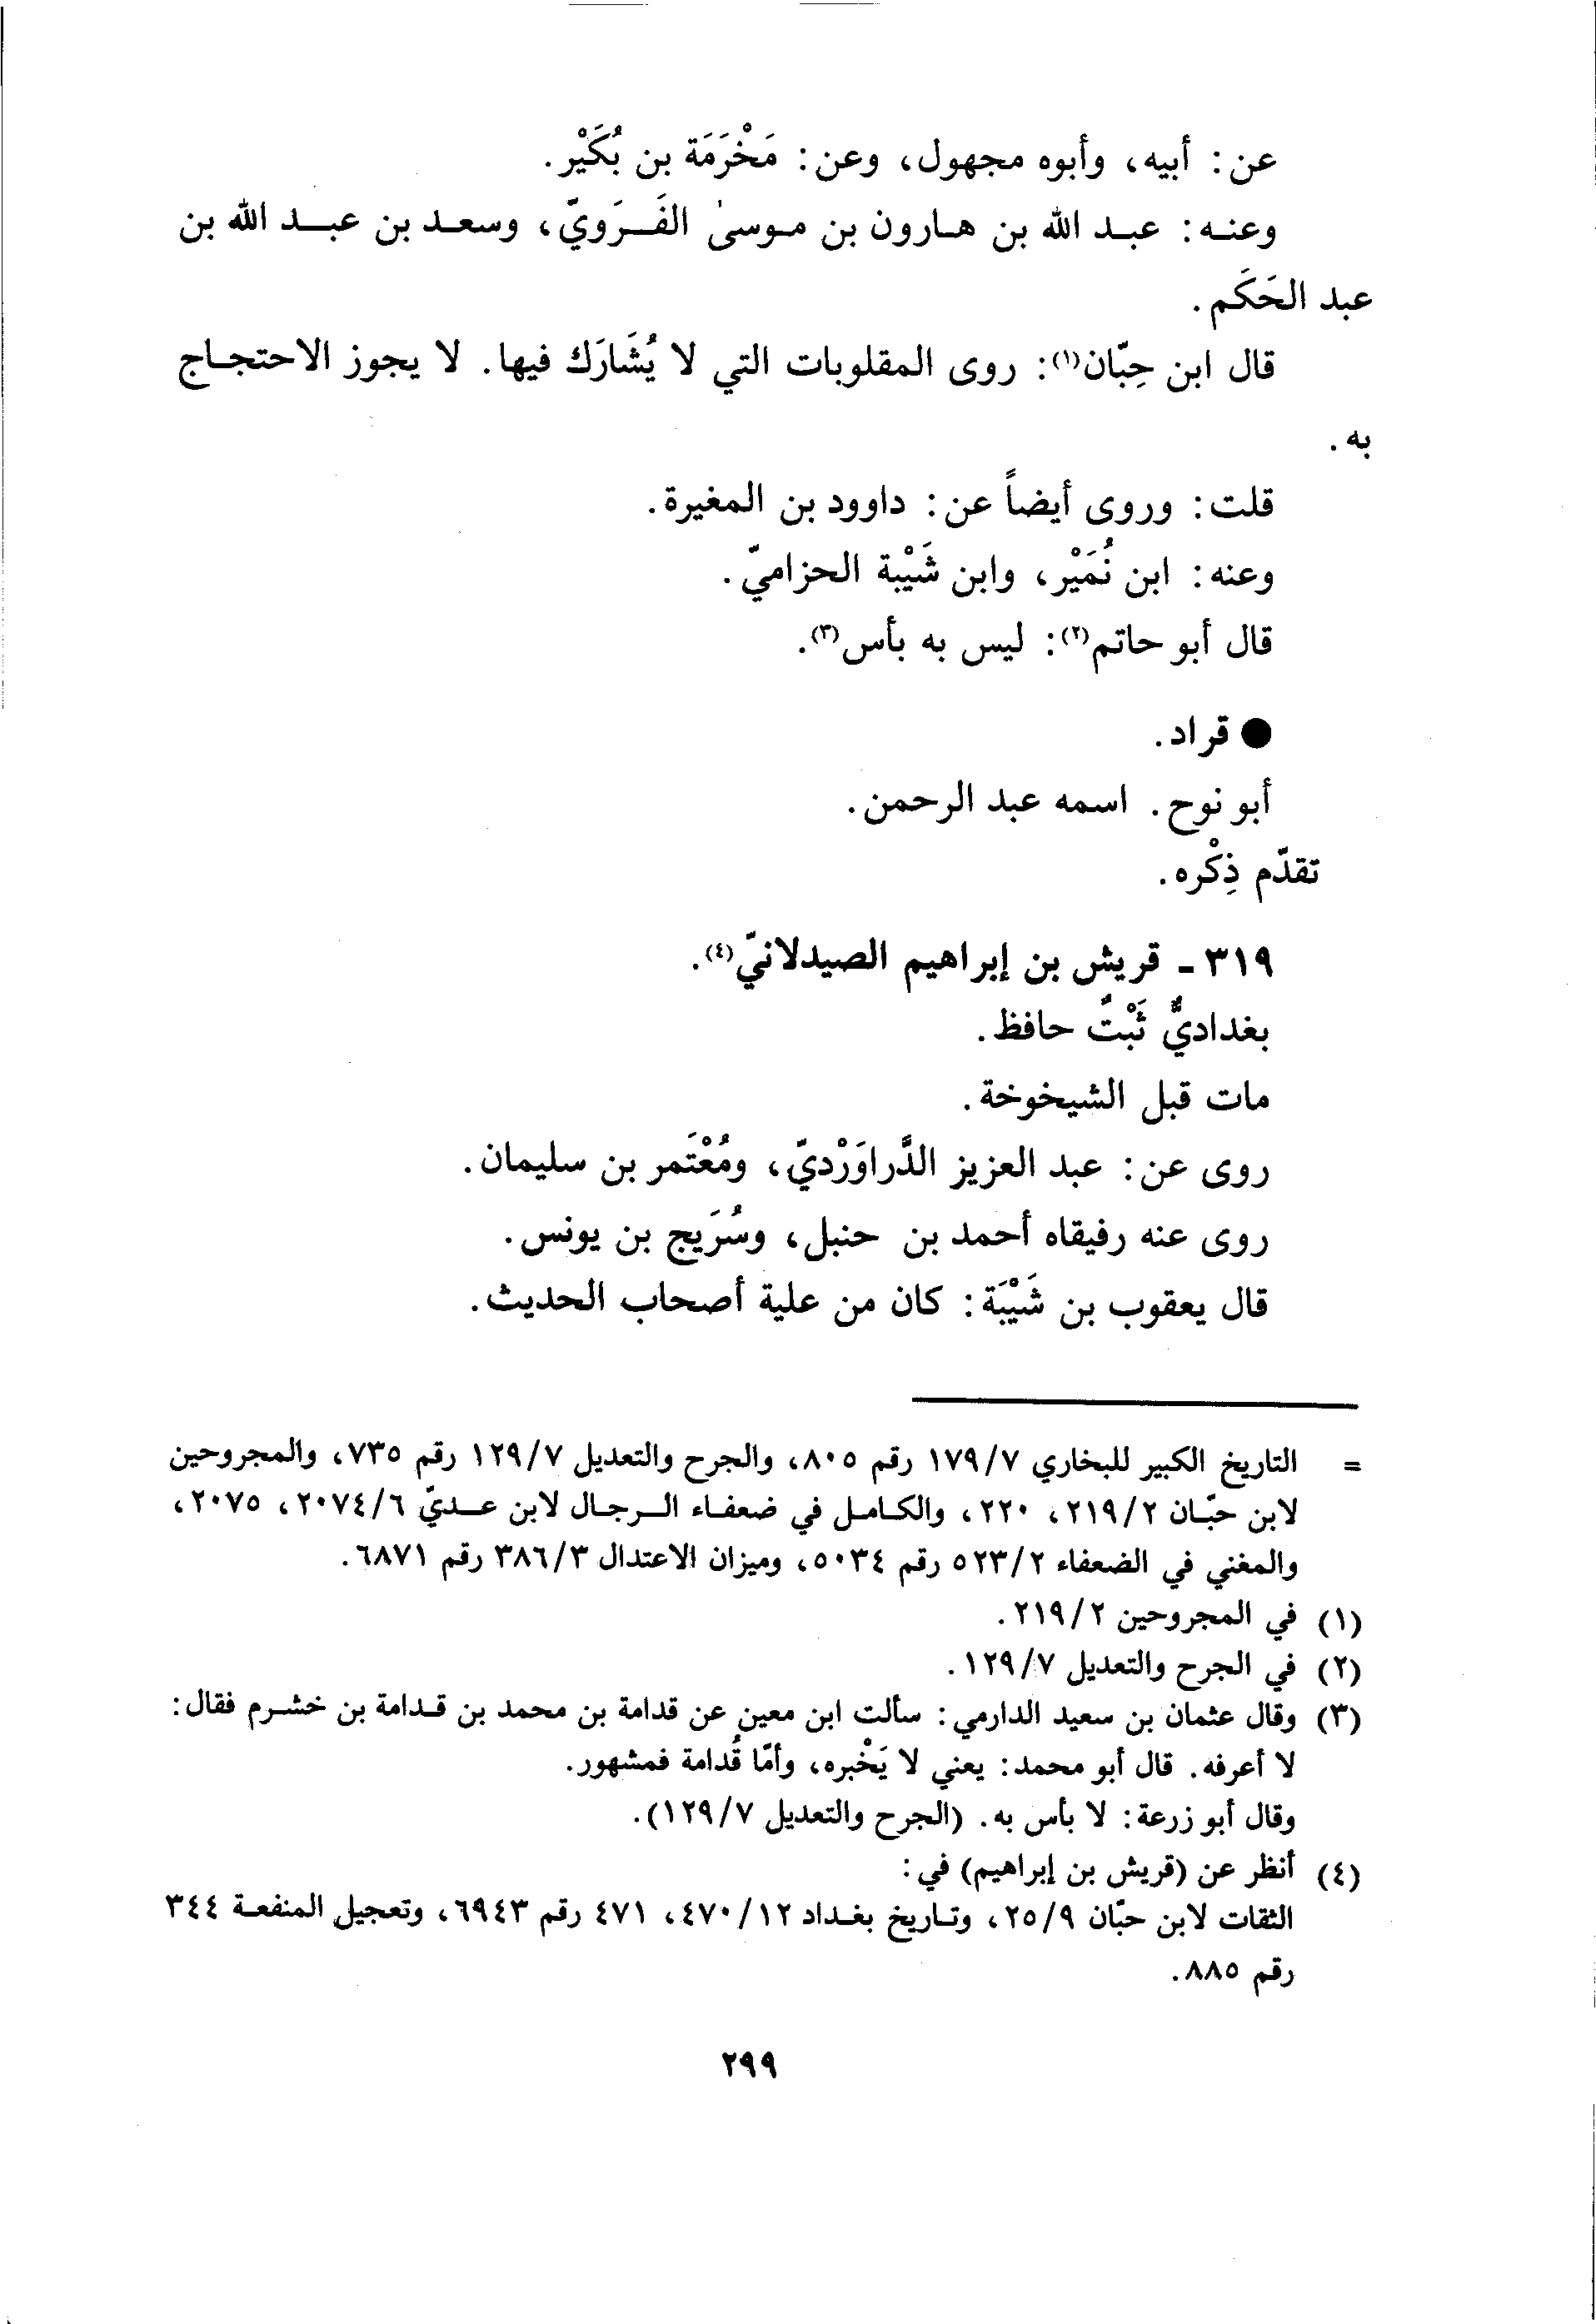 عن: أبيه، وأبوه مجهول، وعن: مَخْرَمَة بن بُكَيْر.
وعنه: عبد الله بن هارون بن موسىٰ الفَرَويّ، وسعد بن عبد الله بن
عبد الحَكَم.
قال ابن حِبّان(١): روى المقلوبات التي لا يُشَارَك فيها. لا يجوز الاحتجاج
به.
قلت: وروى أيضاً عن: داوود بن المغيرة.
وعنه: ابن نُمَيْر، وابن شَيْبة الحزاميّ.
قال أبو حاتم(٢): ليس به بأس(٣).
● قراد.
أبو نوح. اسمه عبد الرحمن.
تقدّم ذِكْره.
٣١٩ - قريش بن إبراهيم الصيدلانيّ(٤).
بغداديٌّ ثَبْتٌ حافظ.
مات قبل الشيخوخة.
روى عن: عبد العزيز الدَّراوَرْديّ، ومُعْتَمر بن سليمان.
روى عنه رفيقاه أحمد بن حنبل، وسُرَيج بن يونس.
قال يعقوب بن شَيْبَة: كان من علية أصحاب الحديث.
= التاريخ الكبير للبخاري ١٧٩/٧ رقم ٨٠٥، والجرح والتعديل ١٢٩/٧ رقم ٧٣٥، والمجروحين
لابن حبّان ٢١٩/٢، ٢٢٠، والكامل في ضعفاء الرجال لابن عديّ ٢٠٧٤/٦، ٢٠٧٥،
والمغني في الضعفاء ٥٢٣/٢ رقم ٥٠٣٤، وميزان الاعتدال ٣٨٦/٣ رقم ٦٨٧١.
(١) في المجروحين ٢١٩/٢.
(٢) في الجرح والتعديل ١٢٩/٧.
(٣) وقال عثمان بن سعيد الدارمي: سألت ابن معين عن قدامة بن محمد بن قدامة بن خشرم فقال:
لا أعرفه. قال أبو محمد: يعني لا يَخْبره، وأمّا قُدامة فمشهور.
وقال أبو زرعة: لا بأس به. (الجرح والتعديل ١٢٩/٧).
(٤) أنظر عن (قريش بن إبراهيم) في:
الثقات لابن حبّان ٢٥/٩، وتاريخ بغداد ٤٧٠/١٢، ٤٧١ رقم ٦٩٤٣، وتعجيل المنفعة ٣٤٤
رقم ٨٨٥.
٢٩٩